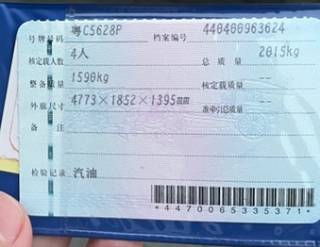 号牌号码 粤C5628P 档案编号 440400963624
核定载人数 4人 总质量 2015kg
整备质量 1590kg 核定载质量 --
外廓尺寸 4773×1852×1395mm 准牵引总质量 --
备注
检验记录 汽油
*4470065335371*